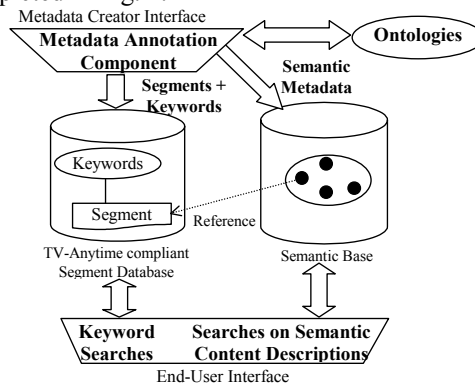 Metadata Creator Interface
Metadata Annotation
Component
Ontologies
Segments +
Keywords
Semantic
Metadata
Keywords
Segment
Reference
TV-Anytime compliant
Segment Database
Semantic Base
Keyword
Searches
Searches on Semantic
Content Descriptions
End-User Interface